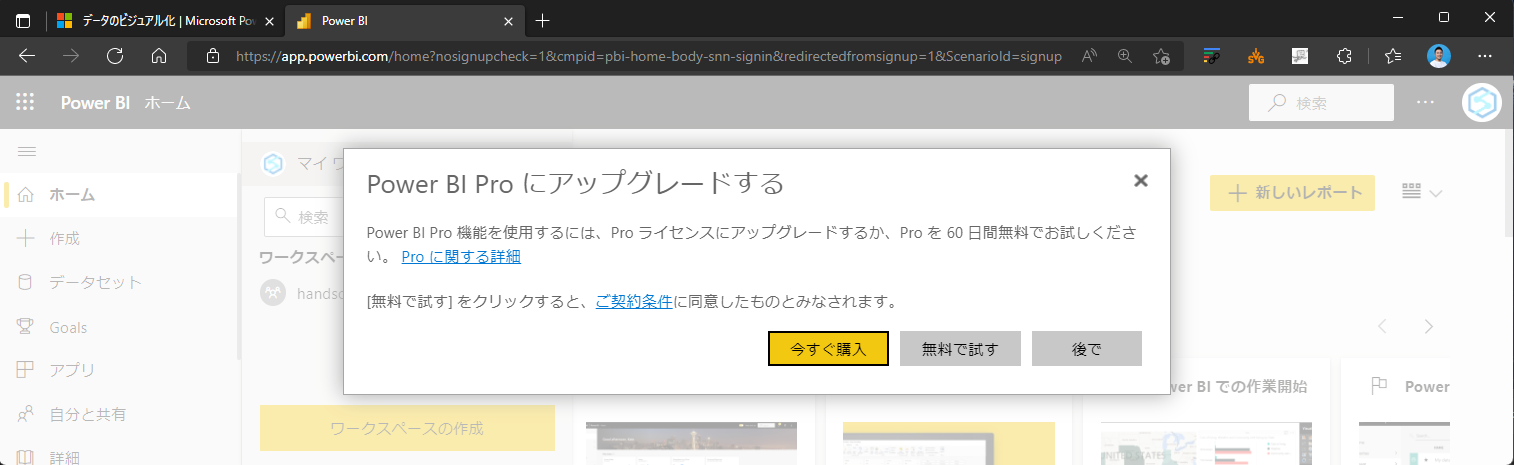 データのビジュアル化 | Microsoft Pow
Power BI
https://app.powerbi.com/home?nosignupcheck=1&cmpid=pbi-home-body-snn-signin&redirectedfromsignup=1&ScenarioId=signup
Power BI ホーム
検索
マイ ワ
ホーム
作成
データセット
Goals
アプリ
自分と共有
詳細
検索
ワークスペー
handso
ワークスペースの作成
新しいレポート
Power BI Pro にアップグレードする
Power BI Pro 機能を使用するには、Pro ライセンスにアップグレードするか、Pro を 60 日間無料でお試しくださ
い。 Pro に関する詳細
[無料で試す] をクリックすると、ご契約条件に同意したものとみなされます。
今すぐ購入
無料で試す
後で
wer BI での作業開始
Power
UNITED STATES